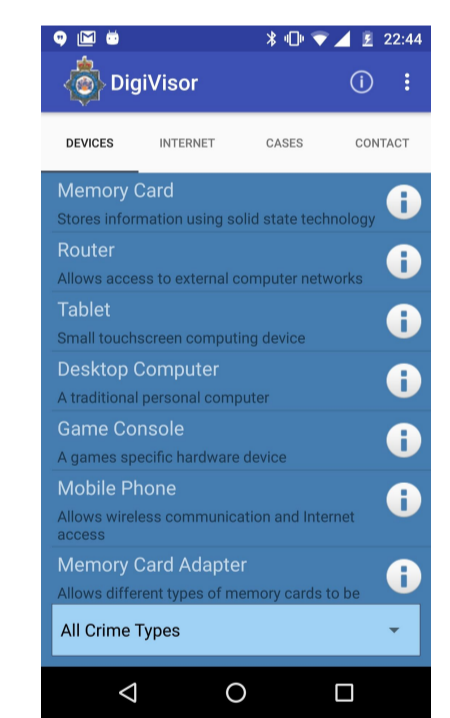 22:44
DigiVisor
DEVICES INTERNET CASES CONTACT
Memory Card
Stores information using solid state technology
Router
Allows access to external computer networks
Tablet
Small touchscreen computing device
Desktop Computer
A traditional personal computer
Game Console
A games specific hardware device
Mobile Phone
Allows wireless communication and Internet
access
Memory Card Adapter
Allows different types of memory cards to be
All Crime Types